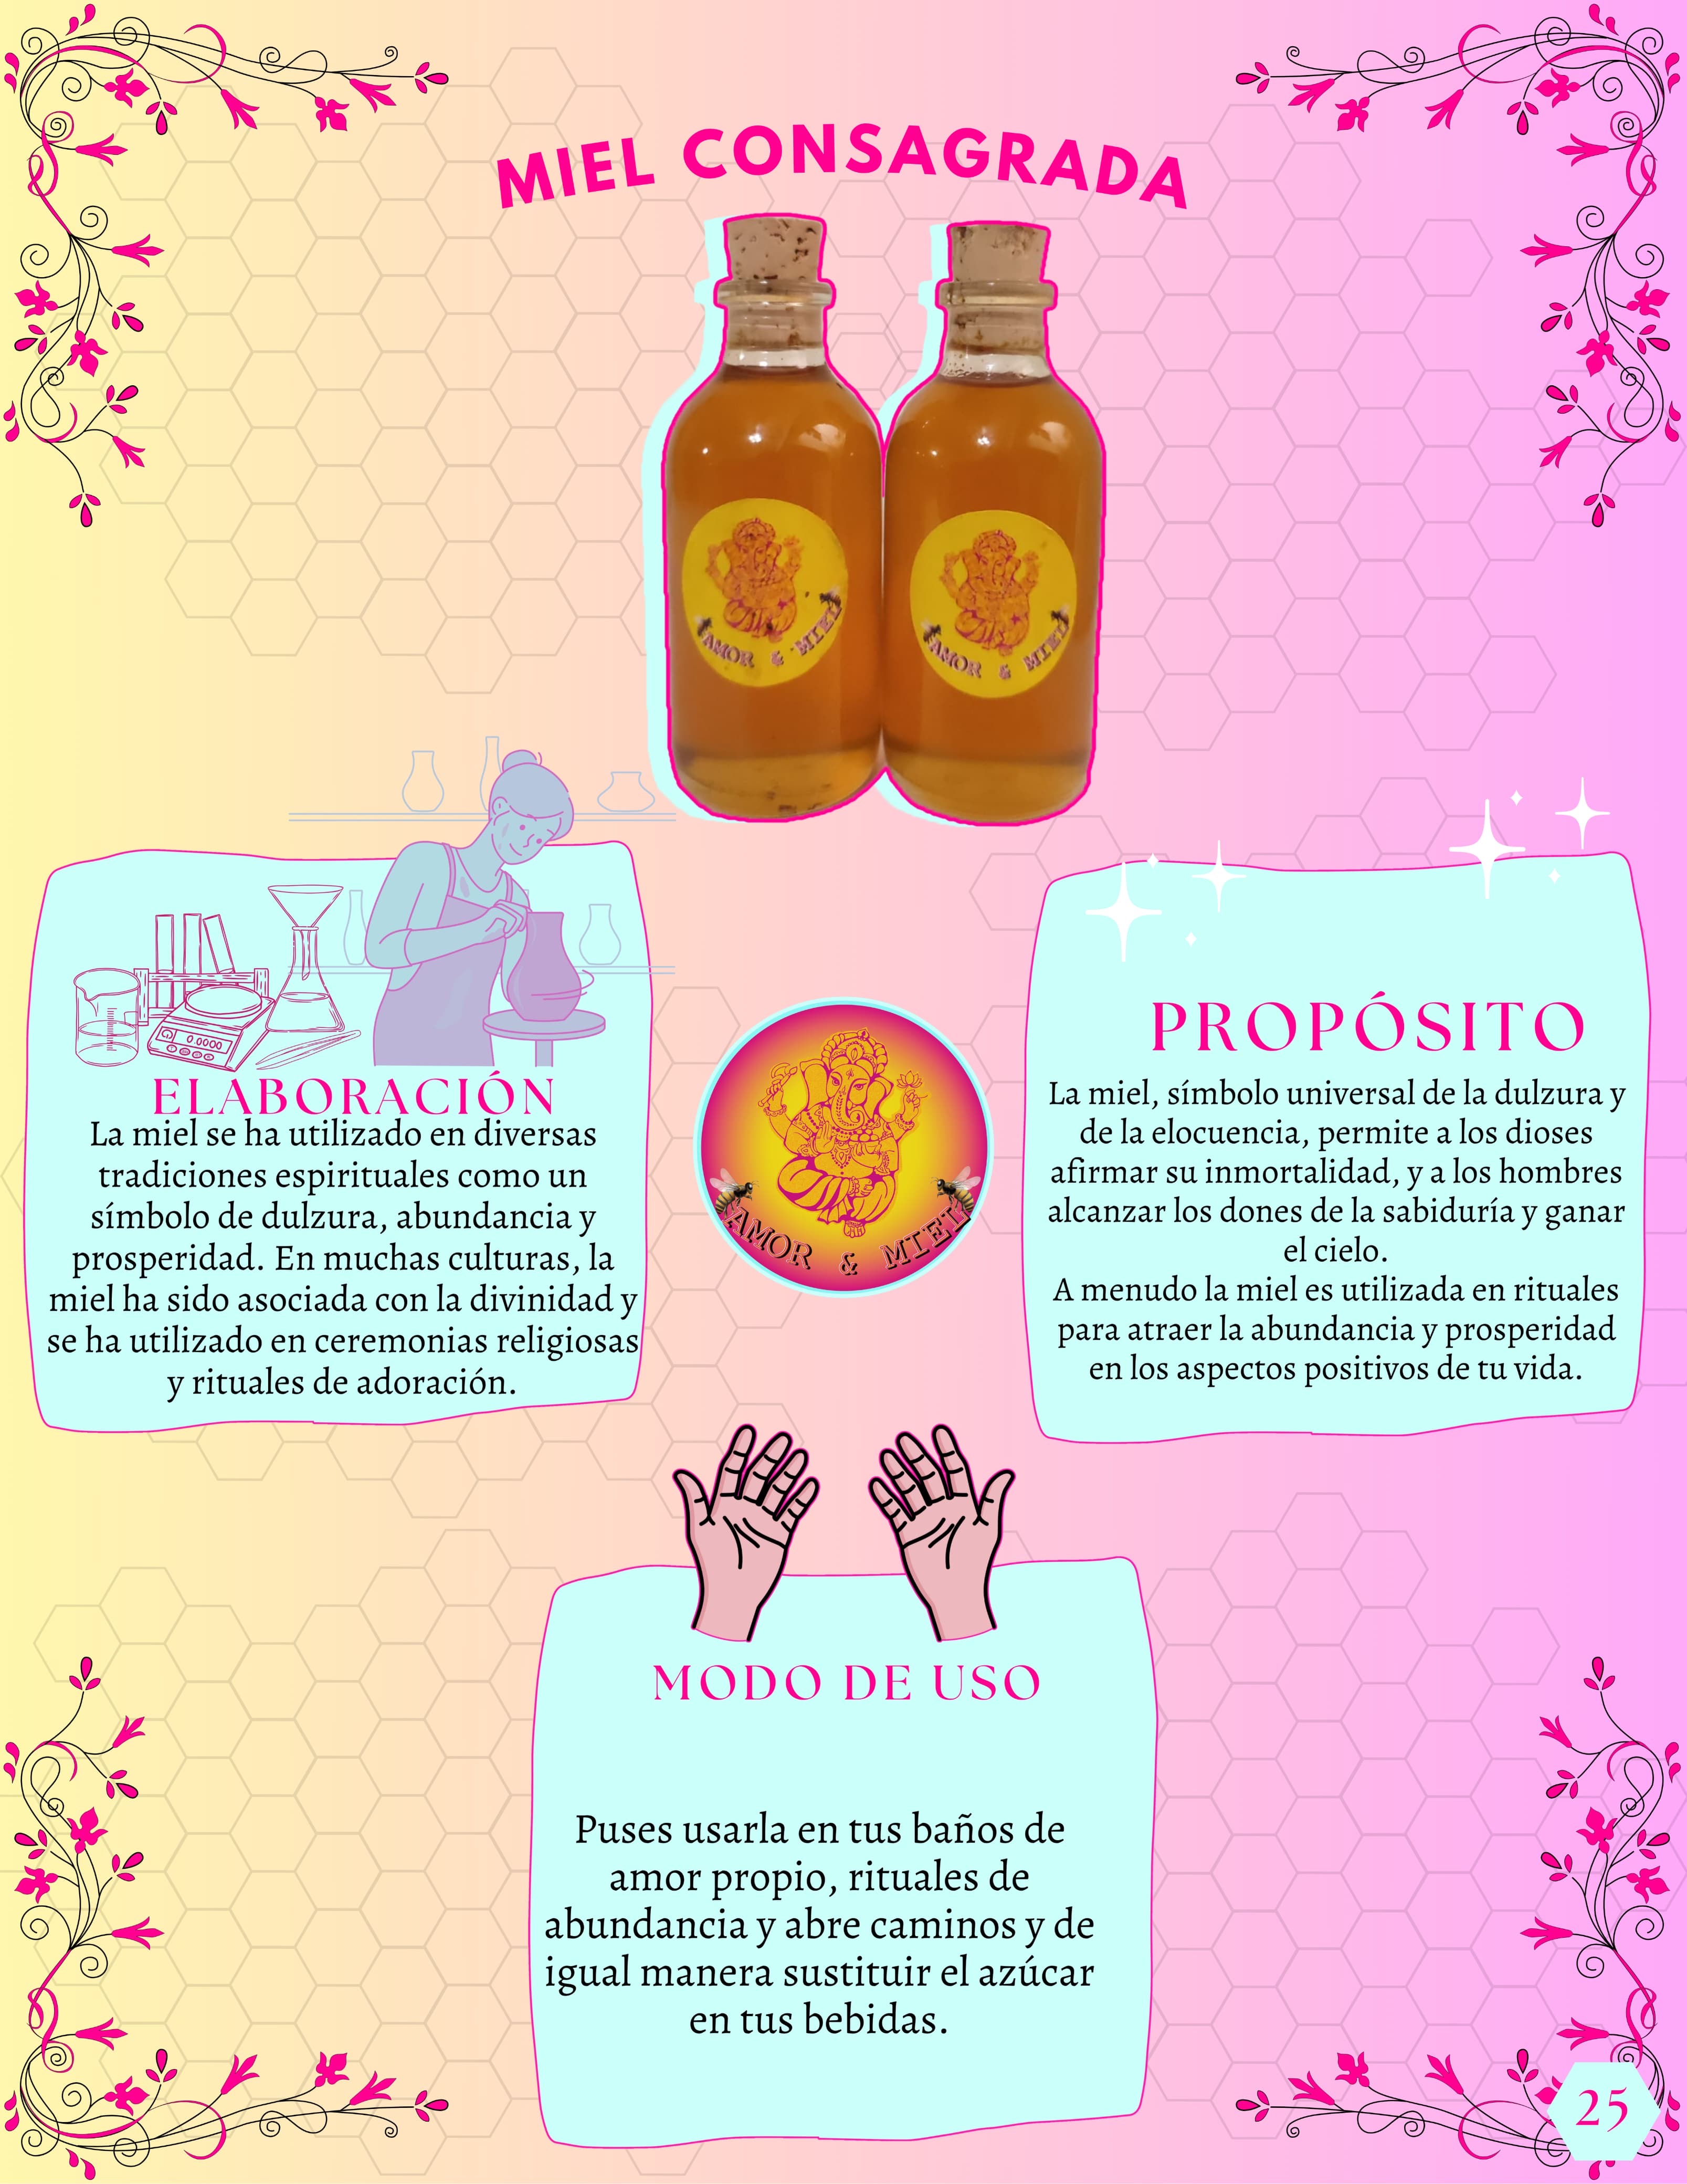 MIEL CONSAGRADA
AMOR & MIEL
AMOR & MIEL
0.0000
ELABORACIÓN
La miel se ha utilizado en diversas
tradiciones espirituales como un
símbolo de dulzura, abundancia y
prosperidad. En muchas culturas, la
miel ha sido asociada con la divinidad y
se ha utilizado en ceremonias religiosas
y rituales de adoración.
AMOR & MIEL
PROPÓSITO
La miel, símbolo universal de la dulzura y
de la elocuencia, permite a los dioses
afirmar su inmortalidad, y a los hombres
alcanzar los dones de la sabiduría y ganar
el cielo.
A menudo la miel es utilizada en rituales
para atraer la abundancia y prosperidad
en los aspectos positivos de tu vida.
MODO DE USO
Puses usarla en tus baños de
amor propio, rituales de
abundancia y abre caminos y de
igual manera sustituir el azúcar
en tus bebidas.
25